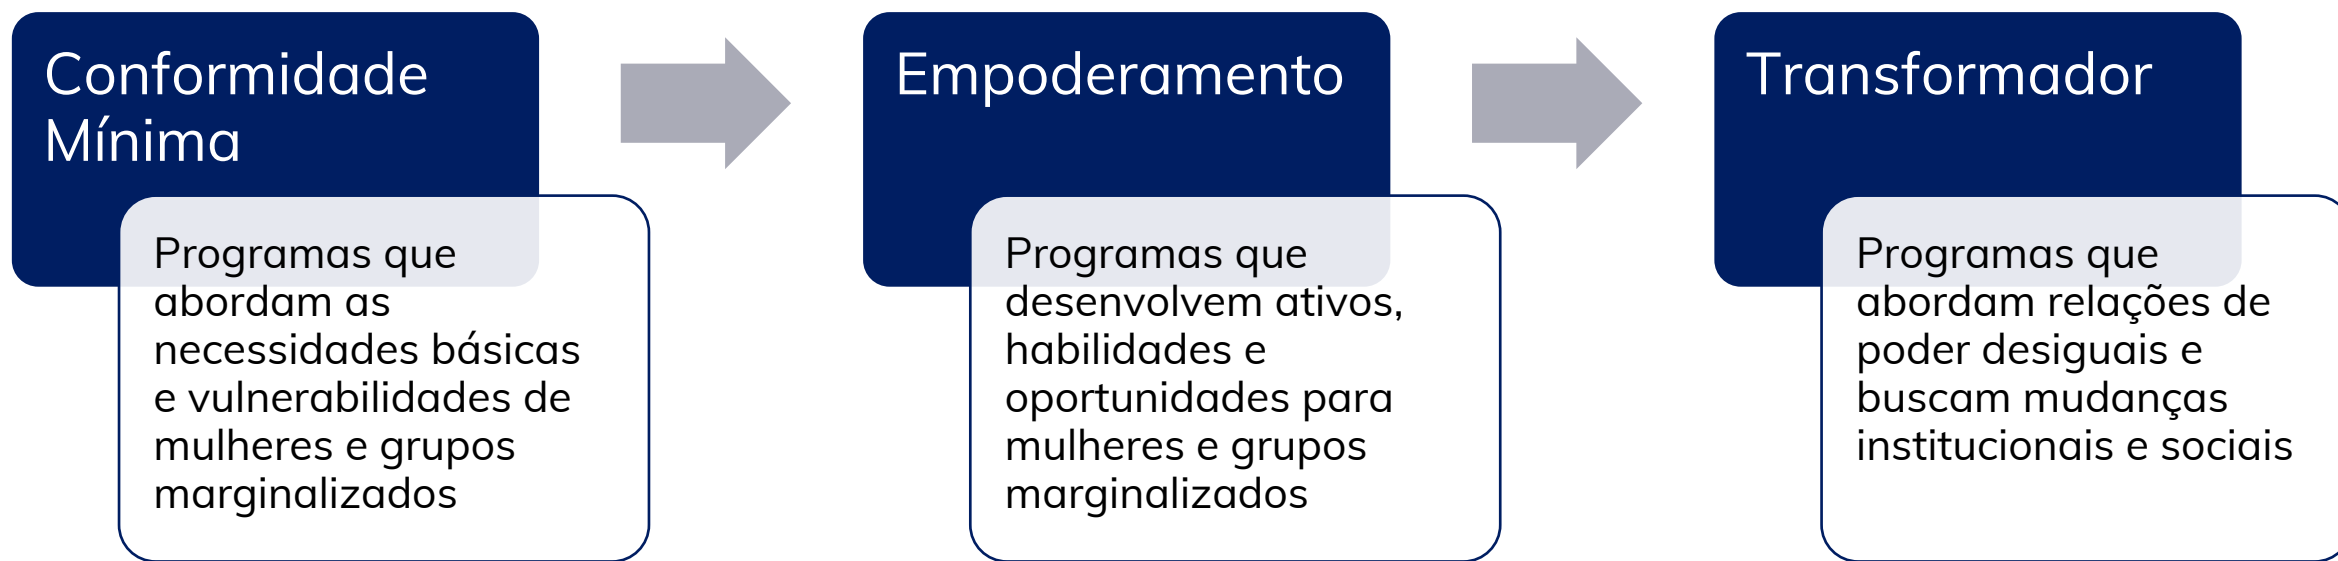 Conformidade
Mínima
Programas que
abordam as
necessidades básicas
e vulnerabilidades de
mulheres e grupos
marginalizados
Empoderamento
Programas que
desenvolvem ativos,
habilidades e
oportunidades para
mulheres e grupos
marginalizados
Transformador
Programas que
abordam relações de
poder desiguais e
buscam mudanças
institucionais e sociais